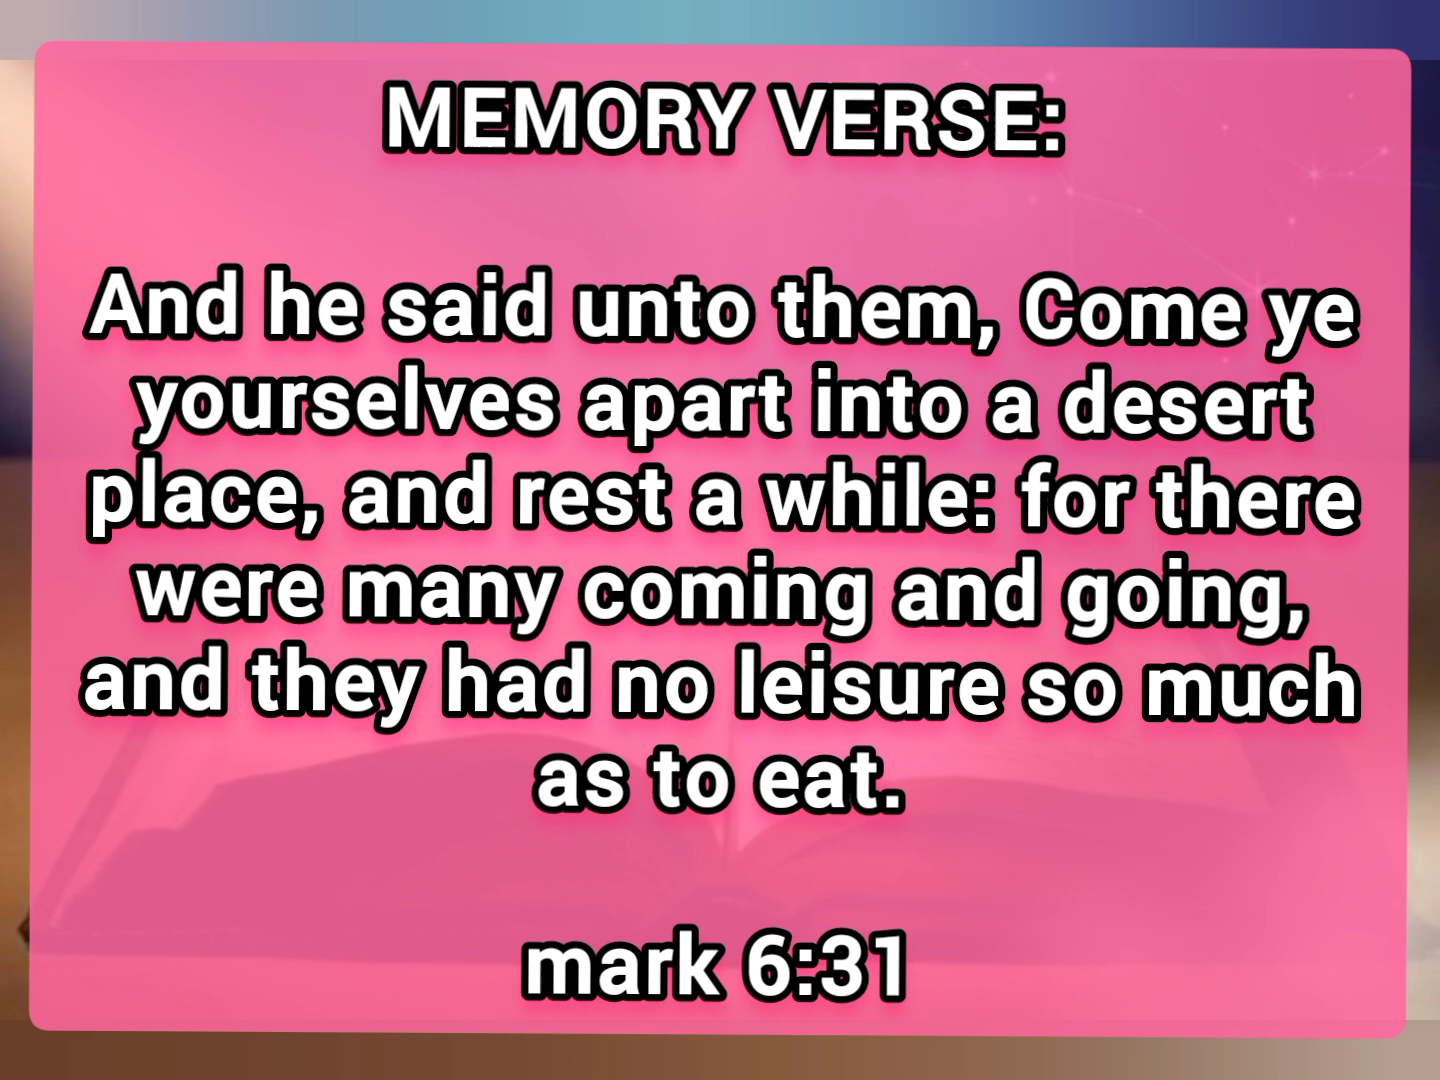 MEMORY VERSE:
And he said unto them, Come ye
yourselves apart into a desert
place, and rest a while: for there
were many coming and going,
and they had no leisure so much
as to eat.
mark 6:31